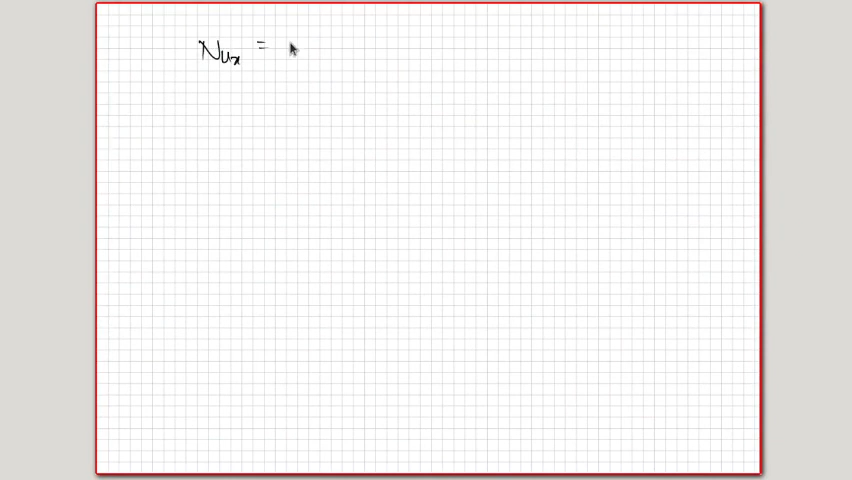 Nux =